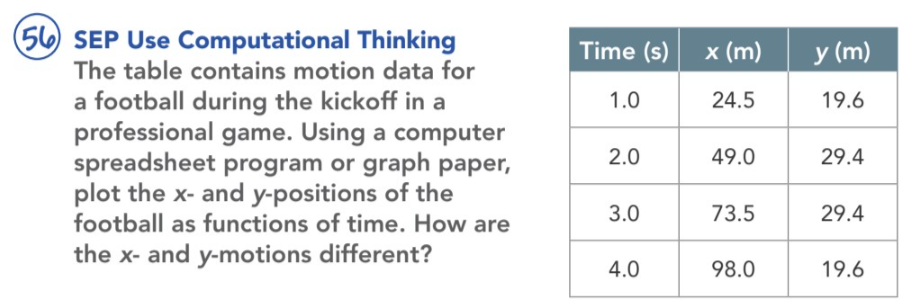 56 SEP Use Computational Thinking
The table contains motion data for
a football during the kickoff in a
professional game. Using a computer
spreadsheet program or graph paper,
plot the x- and y-positions of the
football as functions of time. How are
the x- and y-motions different?
Time (s) x (m) y (m)
1.0 24.5 19.6
2.0 49.0 29.4
3.0 73.5 29.4
4.0 98.0 19.6